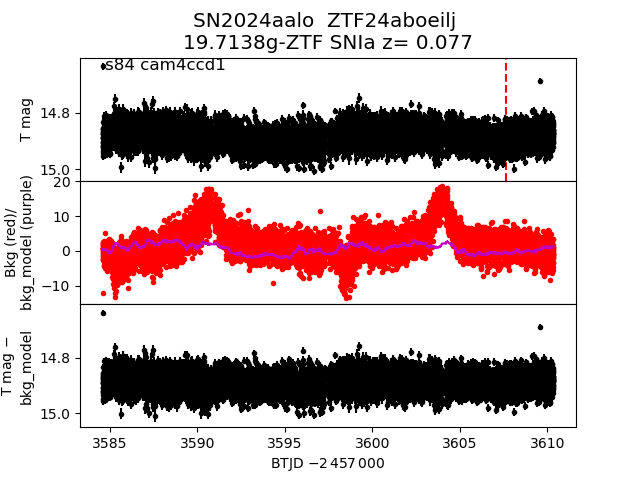 SN2024aalo  ZTF24aboeilj
19.7138g-ZTF SNIa z= 0.077
s84 cam4ccd1
T mag
14.8
15.0
Bkg (red)/
bkg_model (purple)
20
10
0
−10
T mag −
bkg_model
14.8
15.0
3585 3590 3595 3600 3605 3610
BTJD −2 457 000